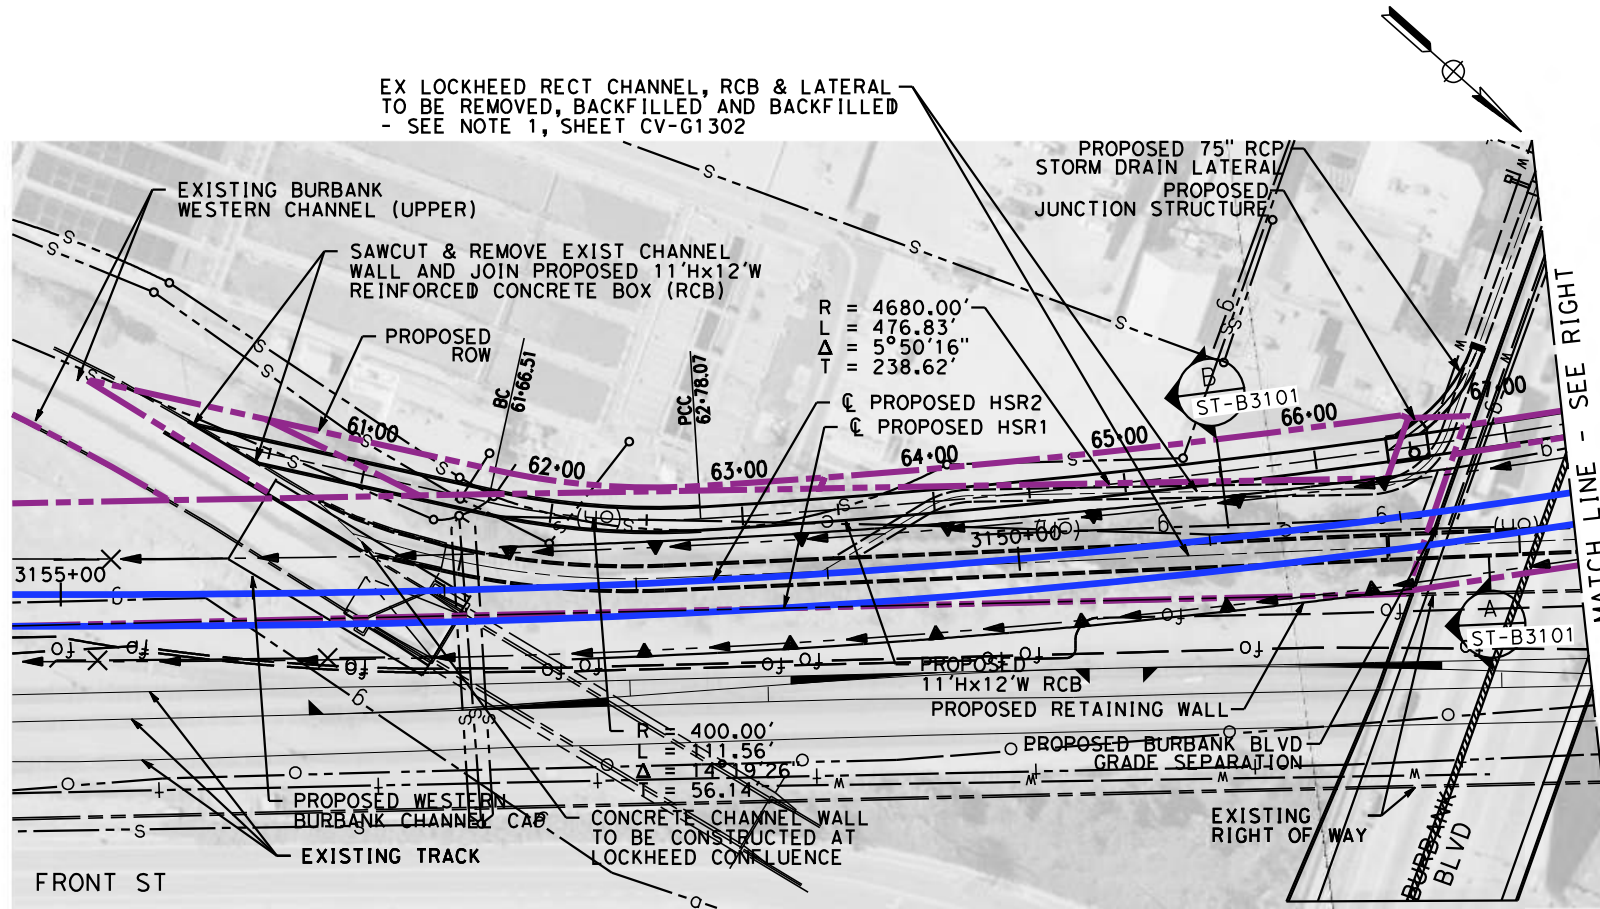 EX LOCKHEED RECT CHANNEL, RCB & LATERAL
TO BE REMOVED, BACKFILLED AND BACKFILLED
- SEE NOTE 1, SHEET CV-G1302
PROPOSED 75" RCP
STORM DRAIN LATERAL
PROPOSED
JUNCTION STRUCTURE
EXISTING BURBANK
WESTERN CHANNEL (UPPER)
SAWCUT & REMOVE EXIST CHANNEL
WALL AND JOIN PROPOSED 11'Hx12'W
REINFORCED CONCRETE BOX (RCB)
PROPOSED
ROW
R = 4680.00'
L = 476.83'
Δ = 5°50'16"
T = 238.62'
BC
61+66.51
PCC
62+78.07
℄ PROPOSED HSR2
℄ PROPOSED HSR1
B
ST-B3101
61+00
62+00
63+00
64+00
65+00
66+00
67+00
MATCH LINE - SEE RIGHT
3150+00
3155+00
A
ST-B3101
PROPOSED
11'Hx12'W RCB
PROPOSED RETAINING WALL
R = 400.00'
L = 111.56'
Δ = 14°19'26"
T = 56.14'
PROPOSED BURBANK BLVD
GRADE SEPARATION
PROPOSED WESTERN
BURBANK CHANNEL CAP
CONCRETE CHANNEL WALL
TO BE CONSTRUCTED AT
LOCKHEED CONFLUENCE
EXISTING
RIGHT OF WAY
EXISTING TRACK
FRONT ST
BURBANK
BLVD